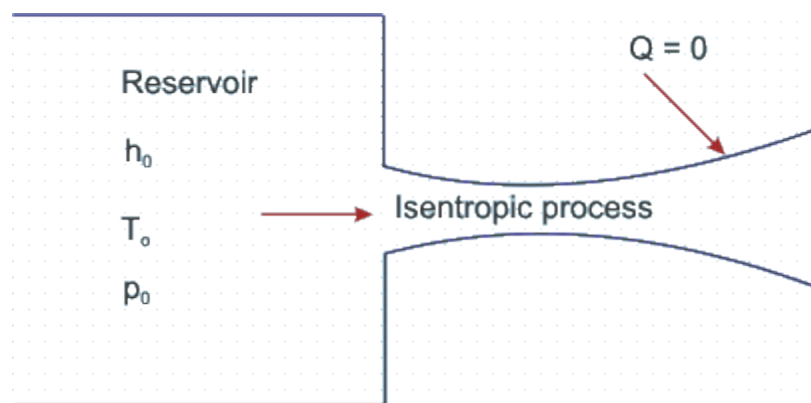 Reservoir
h₀
Tₒ
p₀
Q = 0
Isentropic process